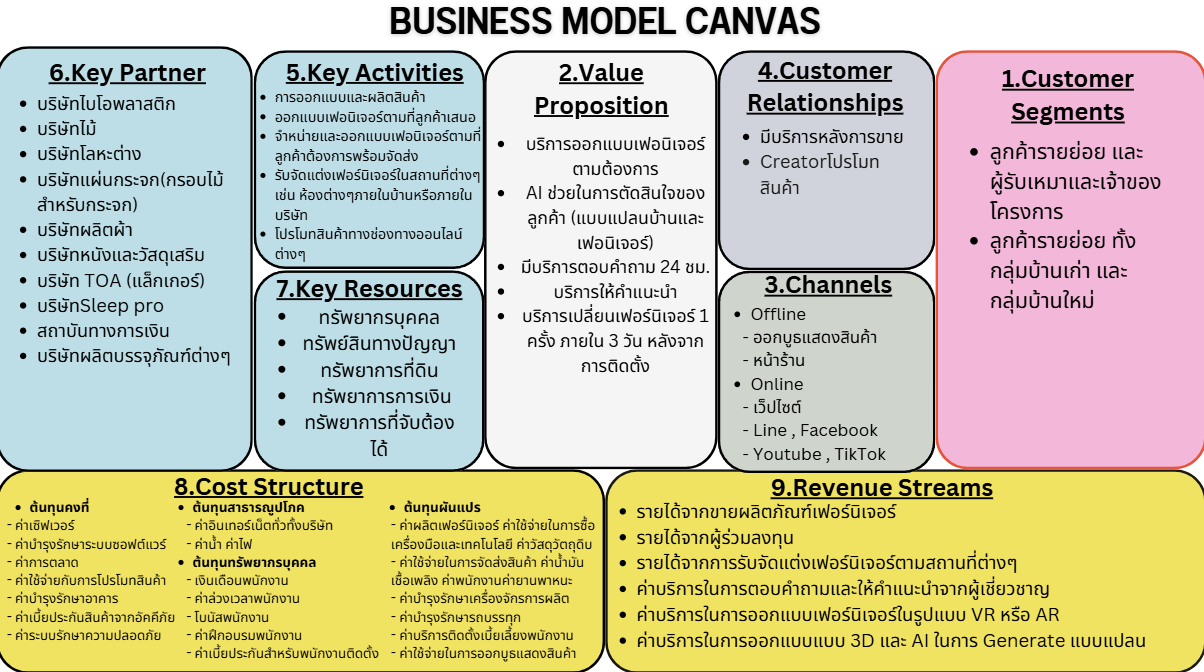 BUSINESS MODEL CANVAS
6.Key Partner
• บริษัทไบโอพลาสติก
• บริษัทไม้
• บริษัทโลหะต่าง
• บริษัทแผ่นกระจก(กรอบไม้
สำหรับกระจก)
• บริษัทผลิตผ้า
• บริษัทหนังและวัสดุเสริม
• บริษัท TOA (แล็กเกอร์)
• บริษัทSleep pro
• สถาบันทางการเงิน
• บริษัทผลิตบรรจุภัณฑ์ต่างๆ
5.Key Activities
• การออกแบบและผลิตสินค้า
• ออกแบบเฟอนิเจอร์ตามที่ลูกค้าเสนอ
• จำหน่ายและออกแบบเฟอนิเจอร์ตามที่
ลูกค้าต้องการพร้อมจัดส่ง
• รับจัดแต่งเฟอร์นิเจอร์ในสถานที่ต่างๆ
เช่น ห้องต่างๆภายในบ้านหรือภายใน
บริษัท
• โปรโมทสินค้าทางช่องทางออนไลน์
ต่างๆ
7.Key Resources
• ทรัพยากรบุคคล
• ทรัพย์สินทางปัญญา
• ทรัพยาการที่ดิน
• ทรัพยาการการเงิน
• ทรัพยาการที่จับต้อง
ได้
2.Value
Proposition
• บริการออกแบบเฟอนิเจอร์
ตามต้องการ
• AI ช่วยในการตัดสินใจของ
ลูกค้า (แบบแปลนบ้านและ
เฟอนิเจอร์)
• มีบริการตอบคำถาม 24 ชม.
• บริการให้คำแนะนำ
• บริการเปลี่ยนเฟอร์นิเจอร์ 1
ครั้ง ภายใน 3 วัน หลังจาก
การติดตั้ง
4.Customer
Relationships
• มีบริการหลังการขาย
• Creatorโปรโมท
สินค้า
3.Channels
• Offline
- ออกบูธแสดงสินค้า
- หน้าร้าน
• Online
- เว็ปไซต์
- Line , Facebook
- Youtube , TikTok
1.Customer
Segments
• ลูกค้ารายย่อย และ
ผู้รับเหมาและเจ้าของ
โครงการ
• ลูกค้ารายย่อย ทั้ง
กลุ่มบ้านเก่า และ
กลุ่มบ้านใหม่
8.Cost Structure
• ต้นทุนคงที่
- ค่าเซิฟเวอร์
- ค่าบำรุงรักษาระบบซอฟต์แวร์
- ค่าการตลาด
- ค่าใช้จ่ายกับการโปรโมทสินค้า
- ค่าบำรุงรักษาอาคาร
- ค่าเบี้ยประกันสินค้าจากอัคคีภัย
- ค่าระบบรักษาความปลอดภัย
• ต้นทุนสาธารณูปโภค
- ค่าอินเทอร์เน็ตทั่วทั้งบริษัท
- ค่าน้ำ ค่าไฟ
• ต้นทุนทรัพยากรบุคคล
- เงินเดือนพนักงาน
- ค่าล่วงเวลาพนักงาน
- โบนัสพนักงาน
- ค่าฝึกอบรมพนักงาน
- ค่าเบี้ยประกันสำหรับพนักงานติดตั้ง
• ต้นทุนผันแปร
- ค่าผลิตเฟอร์นิเจอร์ ค่าใช้จ่ายในการซื้อ
เครื่องมือและเทคโนโลยี ค่าวัสดุวัตถุดิบ
- ค่าใช้จ่ายในการจัดส่งสินค้า ค่าน้ำมัน
เชื้อเพลิง ค่าพนักงานค่ายานพาหนะ
- ค่าบำรุงรักษาเครื่องจักรการผลิต
- ค่าบำรุงรักษารถบรรทุก
- ค่าบริการติดตั้งเบี้ยเลี้ยงพนักงาน
- ค่าใช้จ่ายในการออกบูธแสดงสินค้า
9.Revenue Streams
• รายได้จากขายผลิตภัณฑ์เฟอร์นิเจอร์
• รายได้จากผู้ร่วมลงทุน
• รายได้จากการรับจัดแต่งเฟอร์นิเจอร์ตามสถานที่ต่างๆ
• ค่าบริการในการตอบคำถามและให้คำแนะนำจากผู้เชี่ยวชาญ
• ค่าบริการในการออกแบบเฟอร์นิเจอร์ในรูปแบบ VR หรือ AR
• ค่าบริการในการออกแบบแบบ 3D และ AI ในการ Generate แบบแปลน